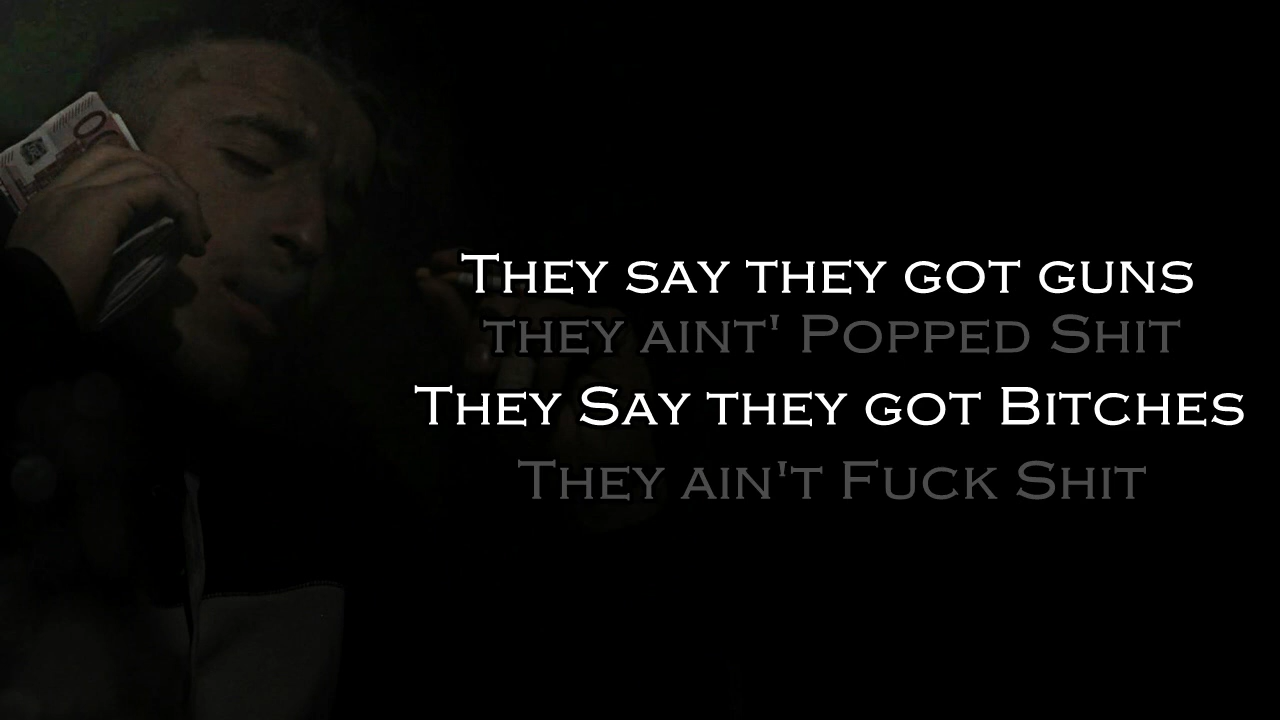 They say they got guns
they aint' Popped Shit
They Say they got Bitches
They ain't Fuck Shit